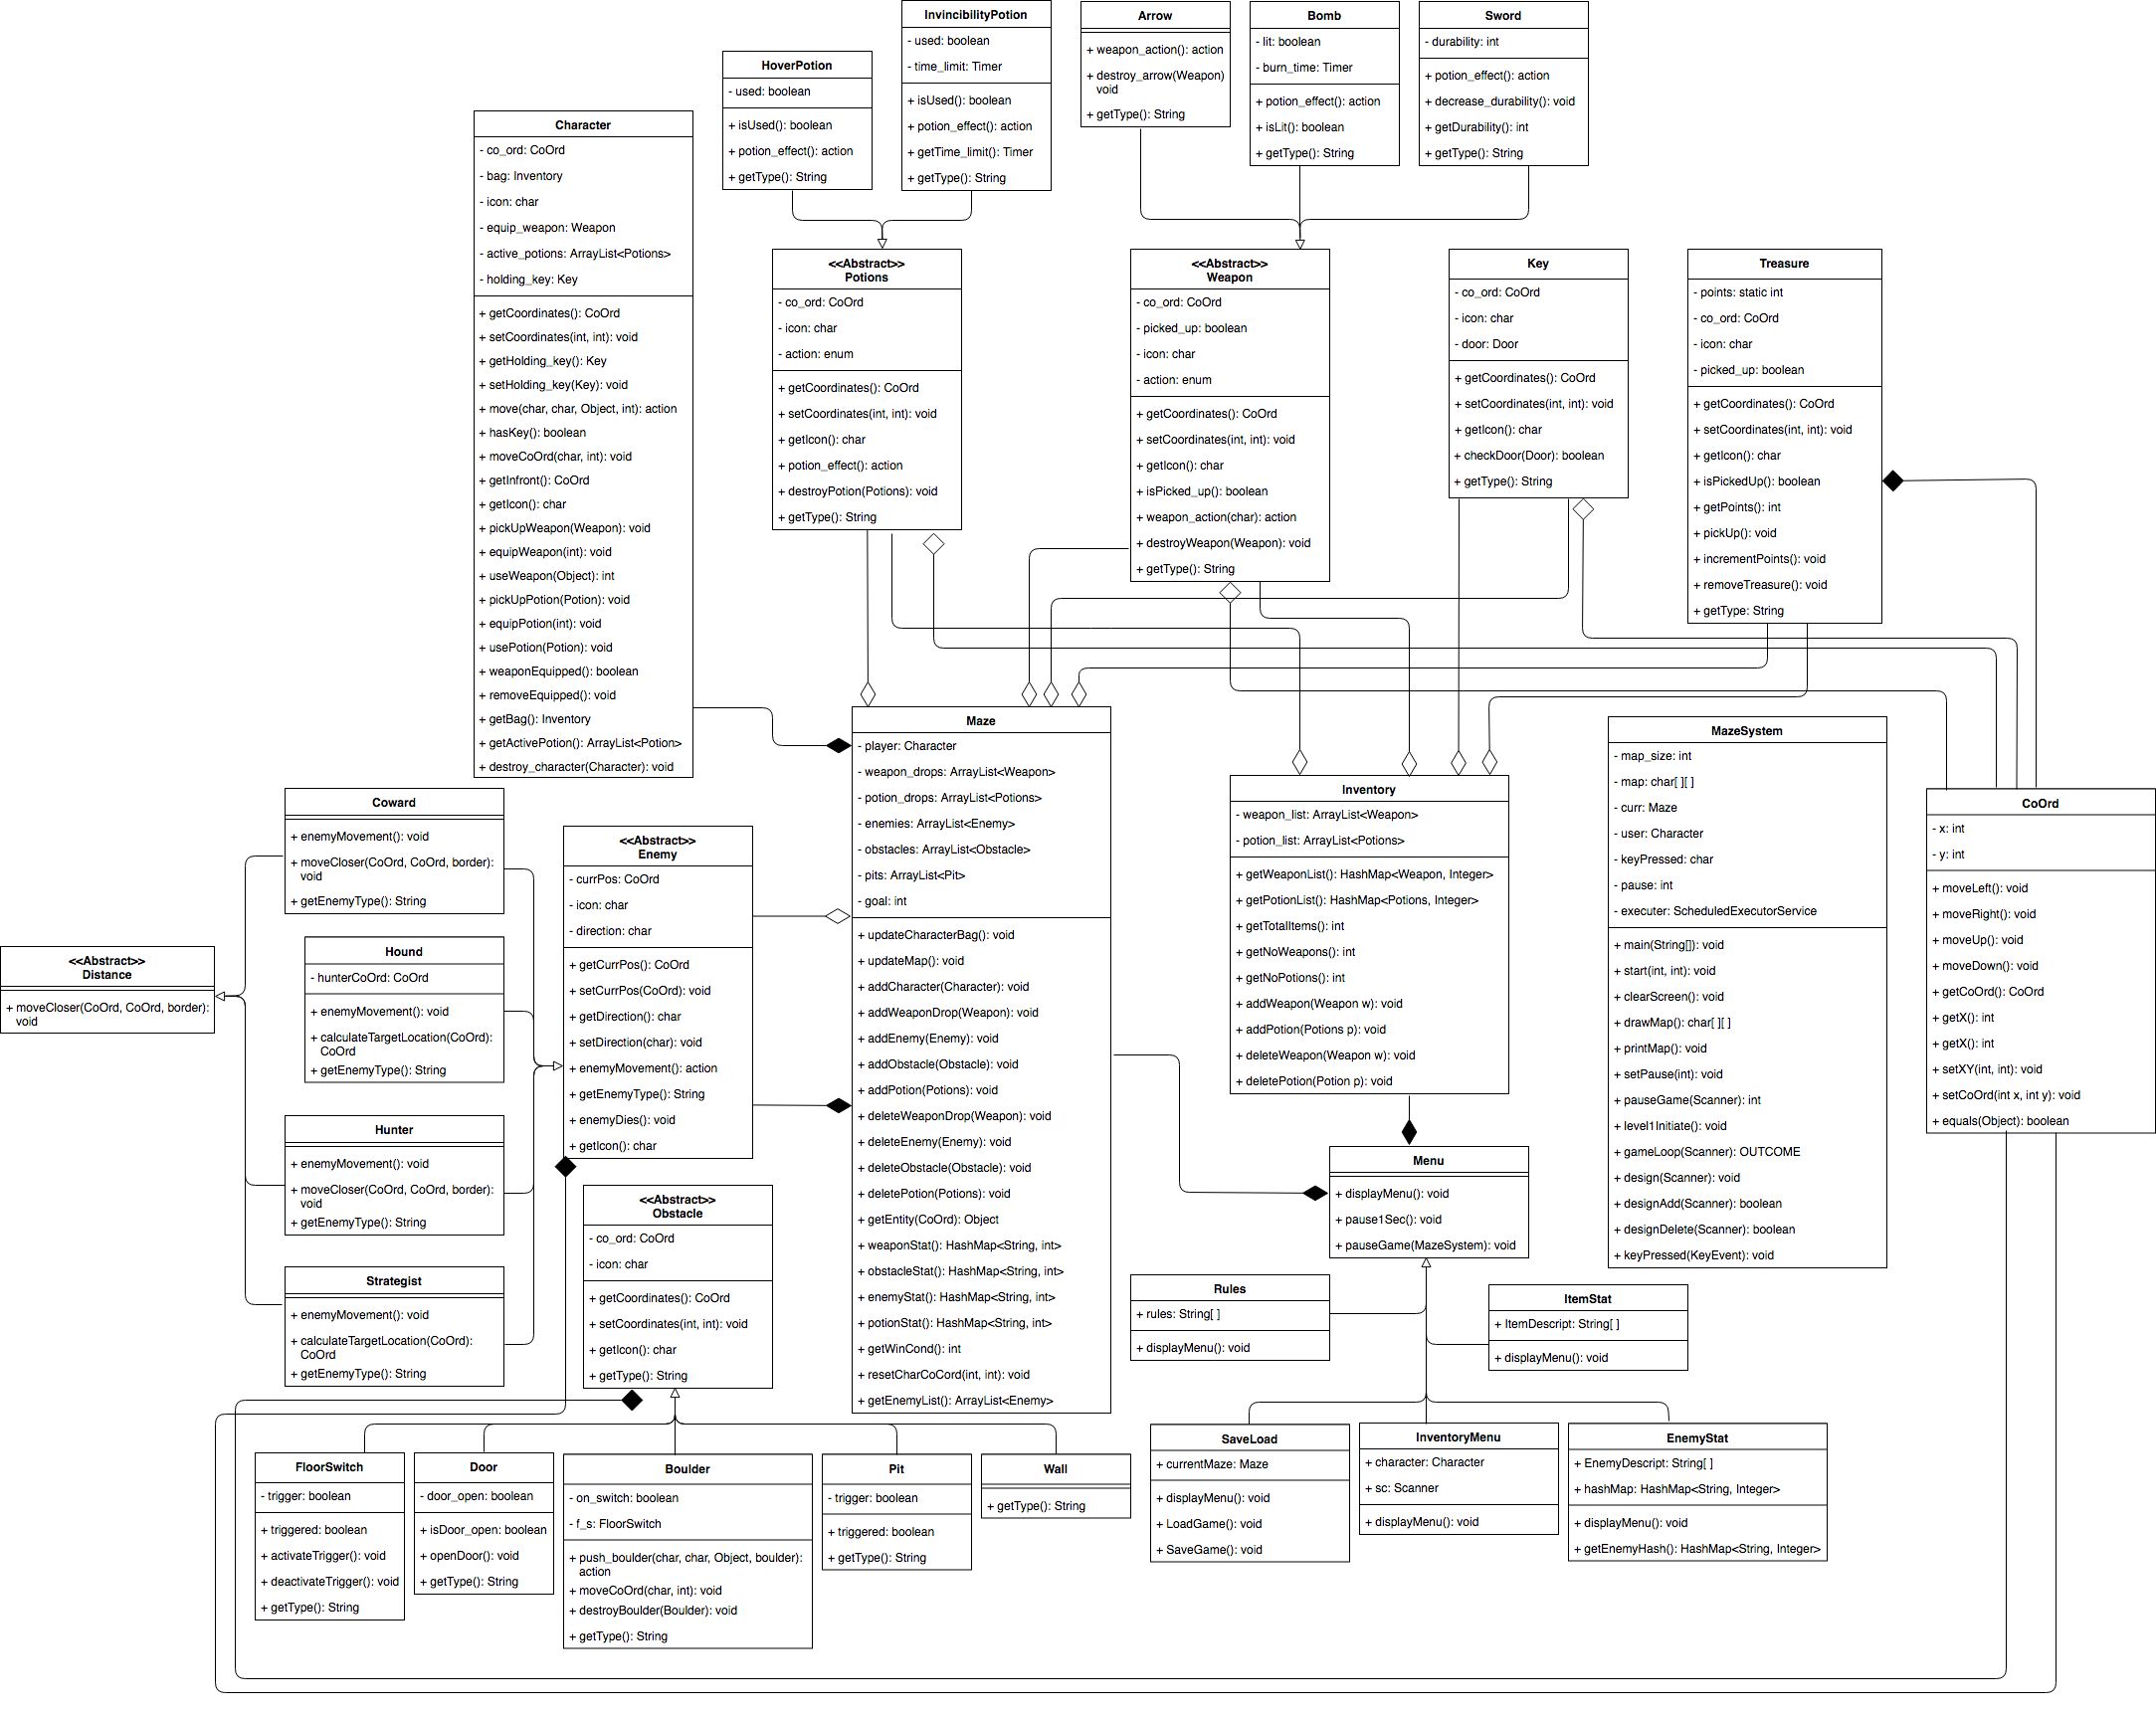 InvincibilityPotion
- used: boolean
- time_limit: Timer
+ isUsed(): boolean
+ potion_effect(): action
+ getTime_limit(): Timer
+ getType(): String
Arrow
+ weapon_action(): action
+ destroy_arrow(Weapon)
void
+ getType(): String
Bomb
- lit: boolean
- burn_time: Timer
+ potion_effect(): action
+ isLit(): boolean
+ getType(): String
Sword
- durability: int
+ potion_effect(): action
+ decrease_durability(): void
+ getDurability(): int
+ getType(): String
HoverPotion
- used: boolean
+ isUsed(): boolean
+ potion_effect(): action
+ getType(): String
Character
- co_ord: CoOrd
- bag: Inventory
- icon: char
- equip_weapon: Weapon
- active_potions: ArrayList<Potions>
- holding_key: Key
+ getCoordinates(): CoOrd
+ setCoordinates(int, int): void
+ getHolding_key(): Key
+ setHolding_key(Key): void
+ move(char, char, Object, int): action
+ hasKey(): boolean
+ moveCoOrd(char, int): void
+ getInfront(): CoOrd
+ getIcon(): char
+ pickUpWeapon(Weapon): void
+ equipWeapon(int): void
+ useWeapon(Object): int
+ pickUpPotion(Potion): void
+ equipPotion(int): void
+ usePotion(Potion): void
+ weaponEquipped(): boolean
+ removeEquipped(): void
+ getBag(): Inventory
+ getActivePotion(): ArrayList<Potion>
+ destroy_character(Character): void
<<Abstract>>
Potions
- co_ord: CoOrd
- icon: char
- action: enum
+ getCoordinates(): CoOrd
+ setCoordinates(int, int): void
+ getIcon(): char
+ potion_effect(): action
+ destroyPotion(Potions): void
+ getType(): String
<<Abstract>>
Weapon
- co_ord: CoOrd
- picked_up: boolean
- icon: char
- action: enum
+ getCoordinates(): CoOrd
+ setCoordinates(int, int): void
+ getIcon(): char
+ isPicked_up(): boolean
+ weapon_action(char): action
+ destroyWeapon(Weapon): void
+ getType(): String
Key
- co_ord: CoOrd
- icon: char
- door: Door
+ getCoordinates(): CoOrd
+ setCoordinates(int, int): void
+ getIcon(): char
+ checkDoor(Door): boolean
+ getType(): String
Treasure
- points: static int
- co_ord: CoOrd
- icon: char
- picked_up: boolean
+ getCoordinates(): CoOrd
+ setCoordinates(int, int): void
+ getIcon(): char
+ isPickedUp(): boolean
+ getPoints(): int
+ pickUp(): void
+ incrementPoints(): void
+ removeTreasure(): void
+ getType: String
Maze
- player: Character
- weapon_drops: ArrayList<Weapon>
- potion_drops: ArrayList<Potions>
- enemies: ArrayList<Enemy>
- obstacles: ArrayList<Obstacle>
- pits: ArrayList<Pit>
- goal: int
+ updateCharacterBag(): void
+ updateMap(): void
+ addCharacter(Character): void
+ addWeaponDrop(Weapon): void
+ addEnemy(Enemy): void
+ addObstacle(Obstacle): void
+ addPotion(Potions): void
+ deleteWeaponDrop(Weapon): void
+ deleteEnemy(Enemy): void
+ deleteObstacle(Obstacle): void
+ deletePotion(Potions): void
+ getEntity(CoOrd): Object
+ weaponStat(): HashMap<String, int>
+ obstacleStat(): HashMap<String, int>
+ enemyStat(): HashMap<String, int>
+ potionStat(): HashMap<String, int>
+ getWinCond(): int
+ resetCharCoCord(int, int): void
+ getEnemyList(): ArrayList<Enemy>
Inventory
- weapon_list: ArrayList<Weapon>
- potion_list: ArrayList<Potions>
+ getWeaponList(): HashMap<Weapon, Integer>
+ getPotionList(): HashMap<Potions, Integer>
+ getTotalItems(): int
+ getNoWeapons(): int
+ getNoPotions(): int
+ addWeapon(Weapon w): void
+ addPotion(Potions p): void
+ deleteWeapon(Weapon w): void
+ deletePotion(Potion p): void
MazeSystem
- map_size: int
- map: char[ ][ ]
- curr: Maze
- user: Character
- keyPressed: char
- pause: int
- executer: ScheduledExecutorService
+ main(String[]): void
+ start(int, int): void
+ clearScreen(): void
+ drawMap(): char[ ][ ]
+ printMap(): void
+ setPause(int): void
+ pauseGame(Scanner): int
+ level1Initiate(): void
+ gameLoop(Scanner): OUTCOME
+ design(Scanner): void
+ designAdd(Scanner): boolean
+ designDelete(Scanner): boolean
+ keyPressed(KeyEvent): void
CoOrd
- x: int
- y: int
+ moveLeft(): void
+ moveRight(): void
+ moveUp(): void
+ moveDown(): void
+ getCoOrd(): CoOrd
+ getX(): int
+ getX(): int
+ setXY(int, int): void
+ setCoOrd(int x, int y): void
+ equals(Object): boolean
Coward
+ enemyMovement(): void
+ moveCloser(CoOrd, CoOrd, border):
void
+ getEnemyType(): String
<<Abstract>>
Enemy
- currPos: CoOrd
- icon: char
- direction: char
+ getCurrPos(): CoOrd
+ setCurrPos(CoOrd): void
+ getDirection(): char
+ setDirection(char): void
+ enemyMovement(): action
+ getEnemyType(): String
+ enemyDies(): void
+ getIcon(): char
<<Abstract>>
Distance
+ moveCloser(CoOrd, CoOrd, border):
void
Hound
- hunterCoOrd: CoOrd
+ enemyMovement(): void
+ calculateTargetLocation(CoOrd):
CoOrd
+ getEnemyType(): String
Hunter
+ enemyMovement(): void
+ moveCloser(CoOrd, CoOrd, border):
void
+ getEnemyType(): String
Strategist
+ enemyMovement(): void
+ calculateTargetLocation(CoOrd):
CoOrd
+ getEnemyType(): String
<<Abstract>>
Obstacle
- co_ord: CoOrd
- icon: char
+ getCoordinates(): CoOrd
+ setCoordinates(int, int): void
+ getIcon(): char
+ getType(): String
Menu
+ displayMenu(): void
+ pause1Sec(): void
+ pauseGame(MazeSystem): void
Rules
+ rules: String[ ]
+ displayMenu(): void
ItemStat
+ ItemDescript: String[ ]
+ displayMenu(): void
FloorSwitch
- trigger: boolean
+ triggered: boolean
+ activateTrigger(): void
+ deactivateTrigger(): void
+ getType(): String
Door
- door_open: boolean
+ isDoor_open: boolean
+ openDoor(): void
+ getType(): String
Boulder
- on_switch: boolean
- f_s: FloorSwitch
+ push_boulder(char, char, Object, boulder):
action
+ moveCoOrd(char, int): void
+ destroyBoulder(Boulder): void
+ getType(): String
Pit
- trigger: boolean
+ triggered: boolean
+ getType(): String
Wall
+ getType(): String
SaveLoad
+ currentMaze: Maze
+ displayMenu(): void
+ LoadGame(): void
+ SaveGame(): void
InventoryMenu
+ character: Character
+ sc: Scanner
+ displayMenu(): void
EnemyStat
+ EnemyDescript: String[ ]
+ hashMap: HashMap<String, Integer>
+ displayMenu(): void
+ getEnemyHash(): HashMap<String, Integer>